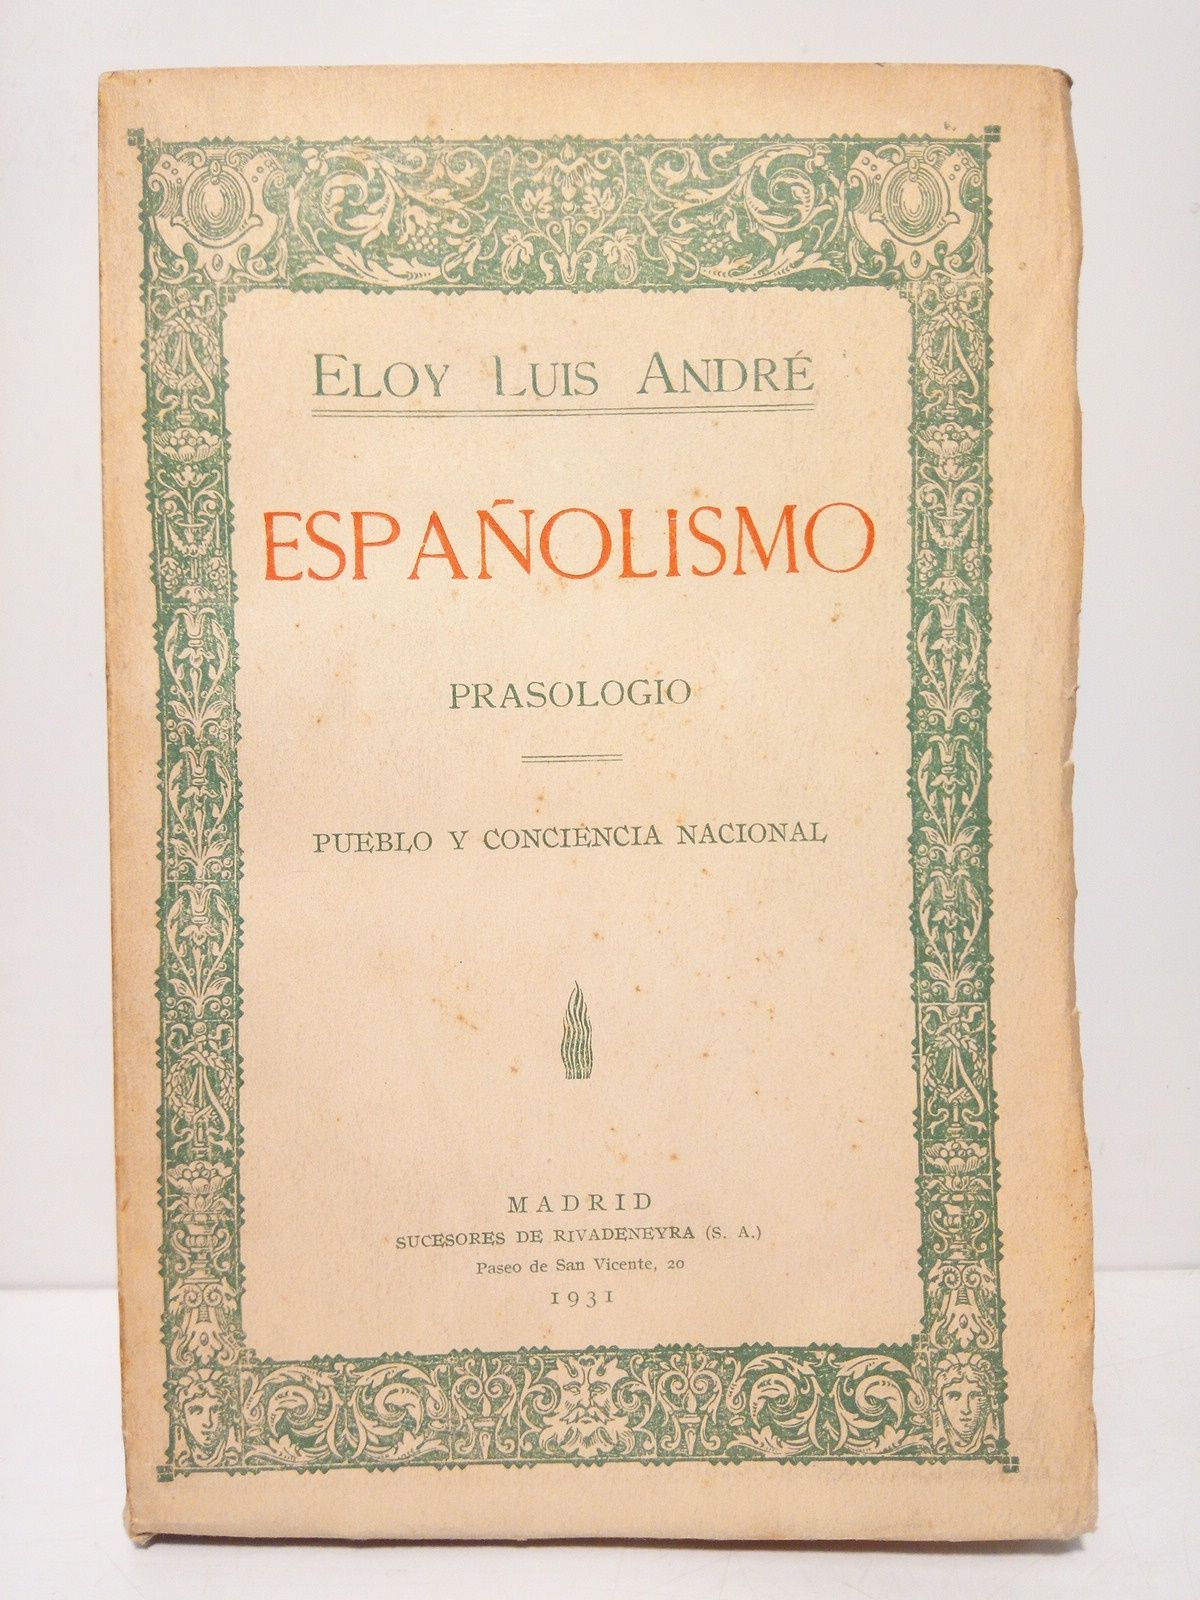 ELOY LUIS ANDRÉ
ESPAÑOLISMO
PRASOLOGIO
PUEBLO Y CONCIENCIA NACIONAL
MADRID
SUCESORES DE RIVADENEYRA (S. A.)
Paseo de San Vicente, 20
1931